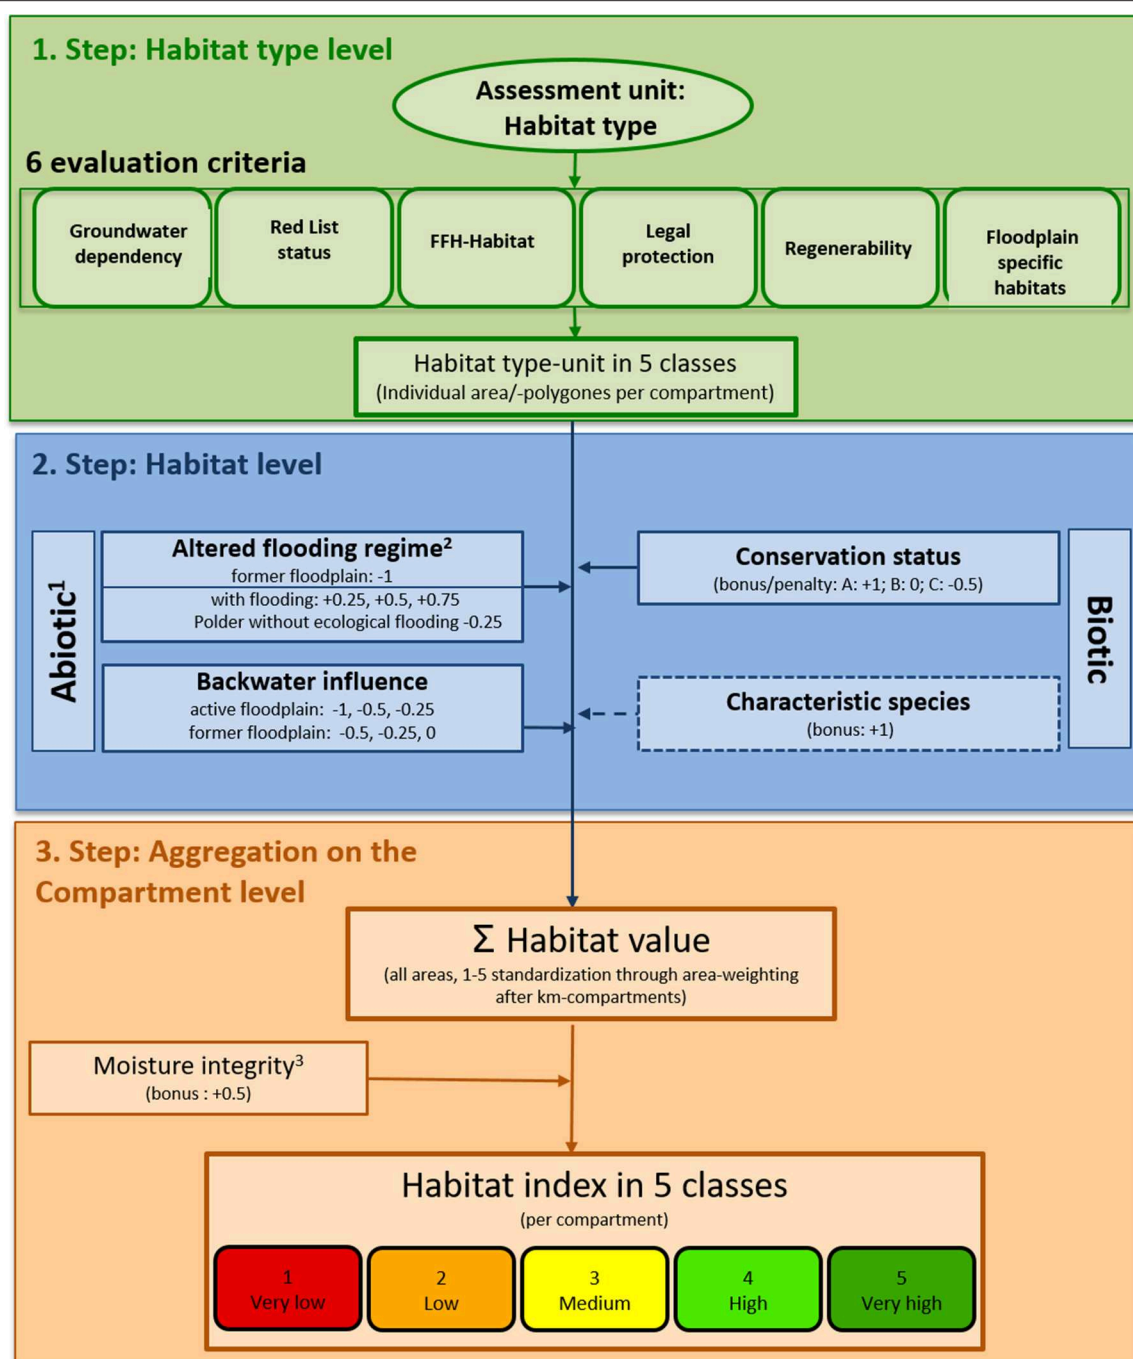 1. Step: Habitat type level
Assessment unit:
Habitat type
6 evaluation criteria
Groundwater
dependency
Red List
status
FFH-Habitat
Legal
protection
Regenerability
Floodplain
specific
habitats
Habitat type-unit in 5 classes
(Individual area/-polygones per compartment)
2. Step: Habitat level
Abiotic¹
Altered flooding regime²
former floodplain: -1
with flooding: +0.25, +0.5, +0.75
Polder without ecological flooding -0.25
Backwater influence
active floodplain: -1, -0.5, -0.25
former floodplain: -0.5, -0.25, 0
Conservation status
(bonus/penalty: A: +1; B: 0; C: -0.5)
Characteristic species
(bonus: +1)
Biotic
3. Step: Aggregation on the
Compartment level
Σ Habitat value
(all areas, 1-5 standardization through area-weighting
after km-compartments)
Moisture integrity³
(bonus : +0.5)
Habitat index in 5 classes
(per compartment)
1
Very low
2
Low
3
Medium
4
High
5
Very high